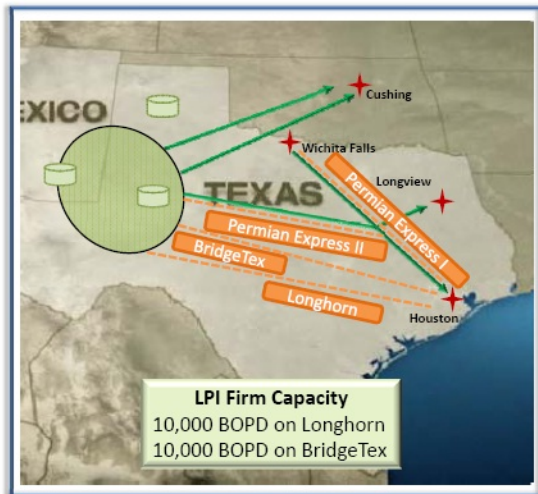 Cushing
EXICO
Wichita Falls
Longview
TEXAS
Permian Express I
Permian Express II
BridgeTex
Longhorn
Houston
LPI Firm Capacity
10,000 BOPD on Longhorn
10,000 BOPD on BridgeTex